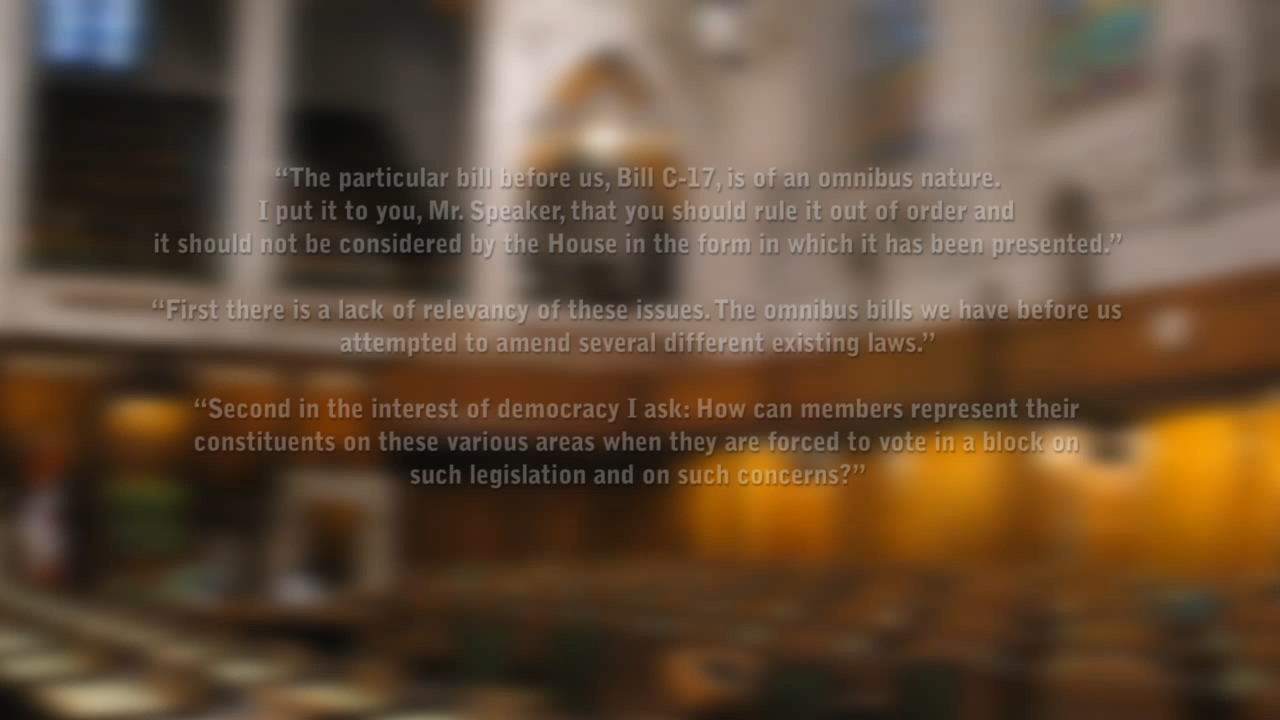 “The particular bill before us, Bill C-17, is of an omnibus nature.
I put it to you, Mr. Speaker, that you should rule it out of order and
it should not be considered by the House in the form in which it has been presented.”
“First there is a lack of relevancy of these issues. The omnibus bills we have before us
attempted to amend several different existing laws.”
“Second in the interest of democracy I ask: How can members represent their
constituents on these various areas when they are forced to vote in a block on
such legislation and on such concerns?”